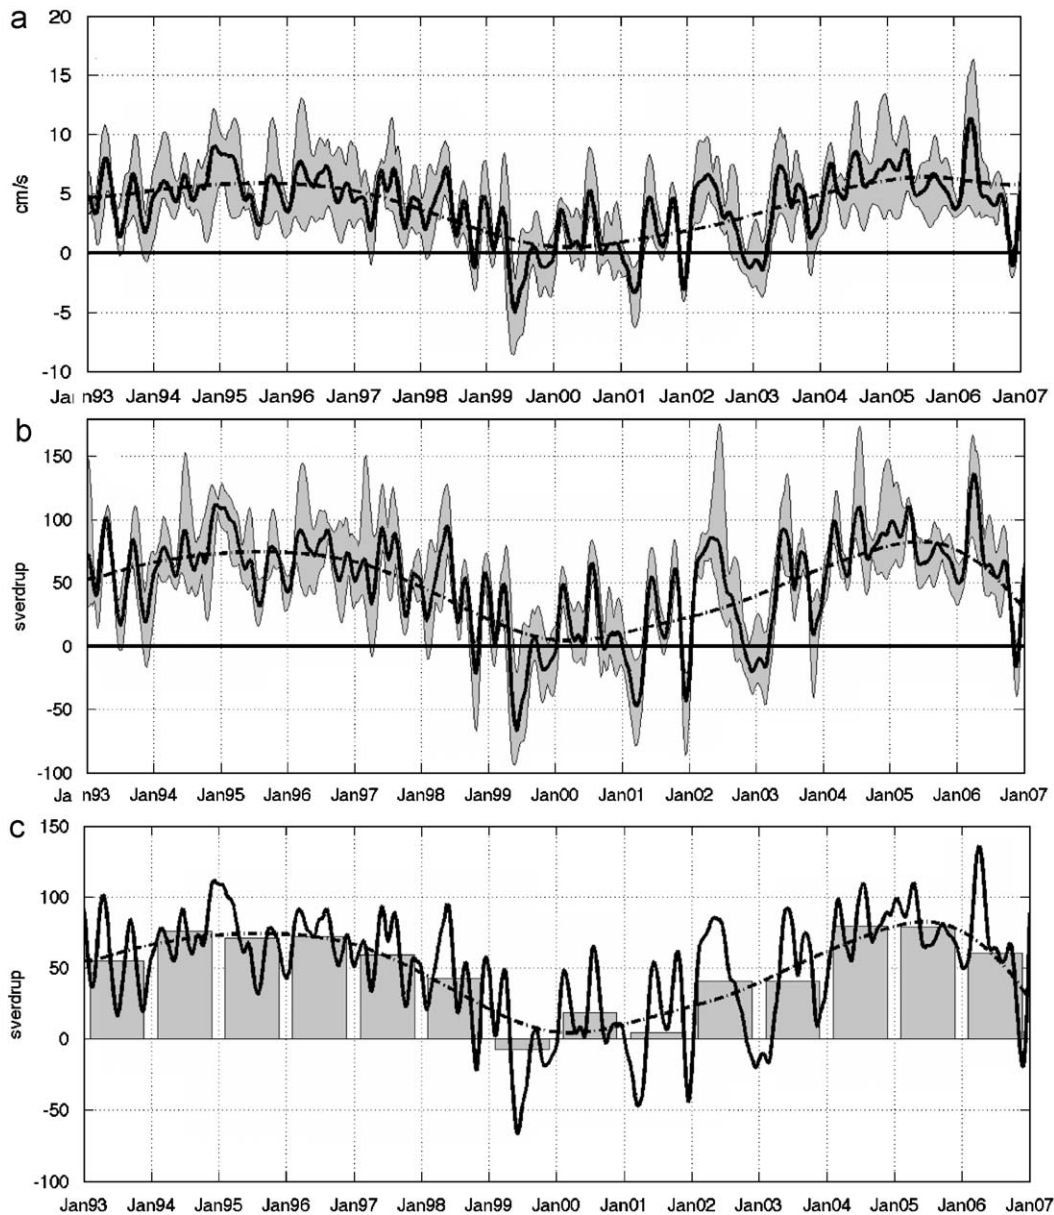 a
20
15
10
5
0
-5
-10
cm/s
Jan93 Jan94 Jan95 Jan96 Jan97 Jan98 Jan99 Jan00 Jan01 Jan02 Jan03 Jan04 Jan05 Jan06 Jan07
b
150
100
50
0
-50
-100
sverdrup
Ja n93 Jan94 Jan95 Jan96 Jan97 Jan98 Jan99 Jan00 Jan01 Jan02 Jan03 Jan04 Jan05 Jan06 Jan07
c
150
100
50
0
-50
-100
sverdrup
Jan93 Jan94 Jan95 Jan96 Jan97 Jan98 Jan99 Jan00 Jan01 Jan02 Jan03 Jan04 Jan05 Jan06 Jan07